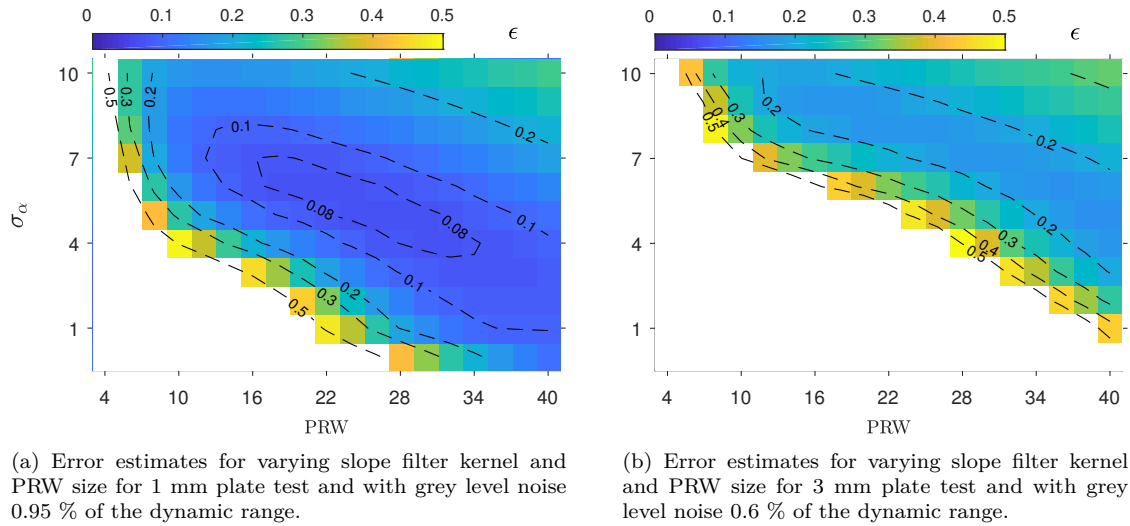 0 0.1 0.2 0.3 0.4 0.5
ϵ
10
7
4
1
σα
0.5
0.3
0.2
0.2
0.1
0.08
0.08
0.1
0.1
0.2
0.3
0.5
4 10 16 22 28 34 40
PRW
(a) Error estimates for varying slope filter kernel and
PRW size for 1 mm plate test and with grey level noise
0.95 % of the dynamic range.
0 0.1 0.2 0.3 0.4 0.5
ϵ
10
7
4
1
0.2
0.2
0.3
0.4
0.5
0.2
0.3
0.4
0.5
4 10 16 22 28 34 40
PRW
(b) Error estimates for varying slope filter kernel
and PRW size for 3 mm plate test and with grey
level noise 0.6 % of the dynamic range.